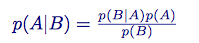 p(A|B) = p(B|A)p(A) / p(B)